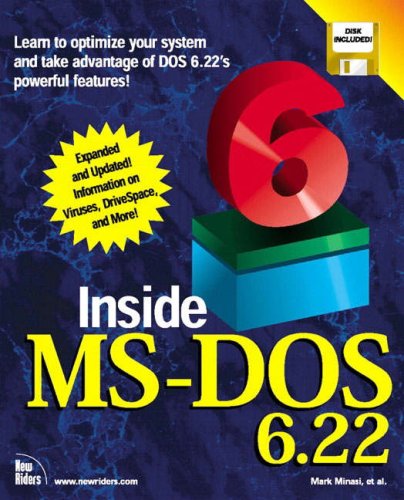 Learn to optimize your system
and take advantage of DOS 6.22's
powerful features!
DISK
INCLUDED!
Expanded
and Updated!
Information on
Viruses, DriveSpace,
and More!
6
Inside
MS-DOS
6.22
New
Riders
www.newriders.com
Mark Minasi, et al.